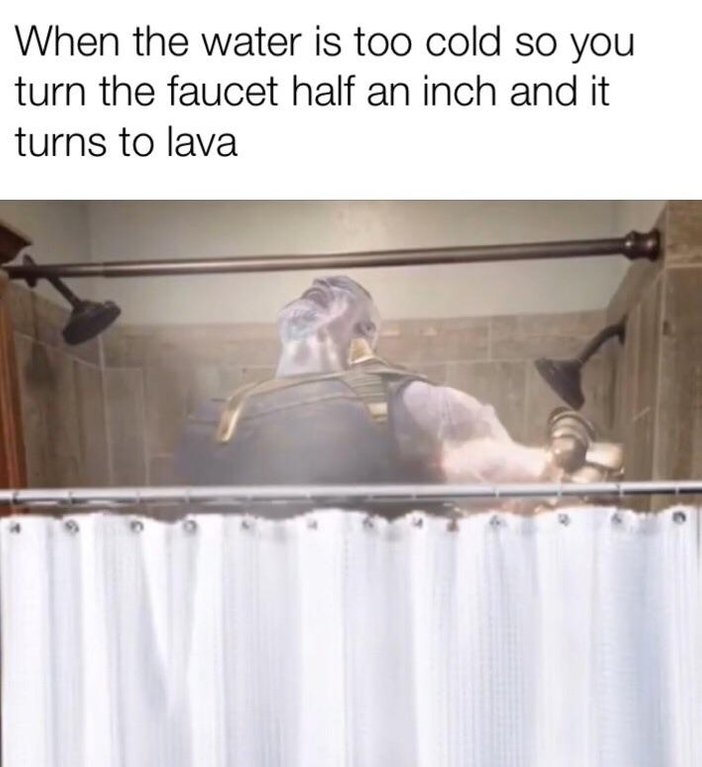 When the water is too cold so you
turn the faucet half an inch and it
turns to lava